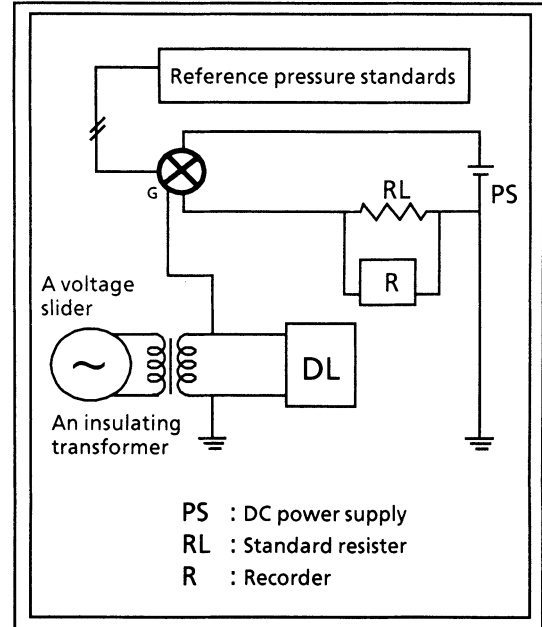 Reference pressure standards
G
RL
PS
R
A voltage
slider
~
DL
An insulating
transformer
PS : DC power supply
RL : Standard resister
R : Recorder